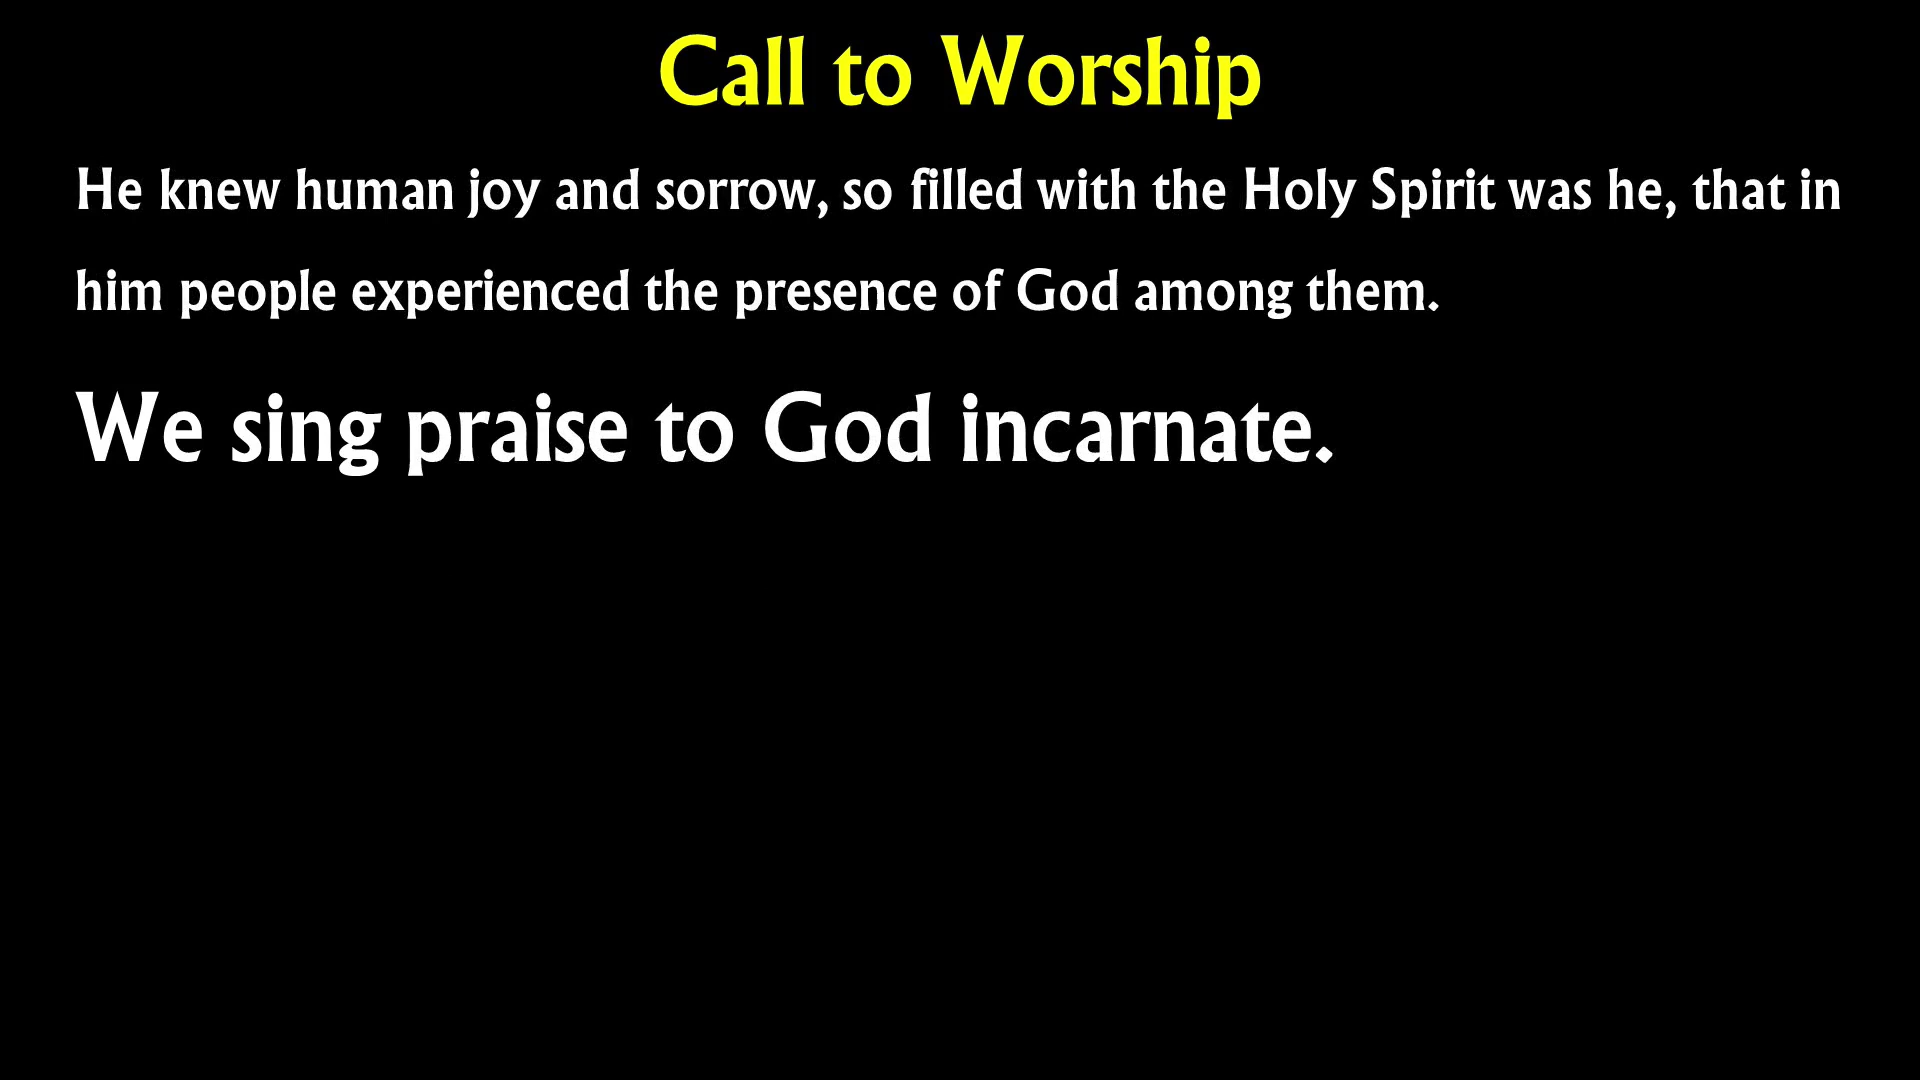 Call to Worship
He knew human joy and sorrow, so filled with the Holy Spirit was he, that in
him people experienced the presence of God among them.
We sing praise to God incarnate.